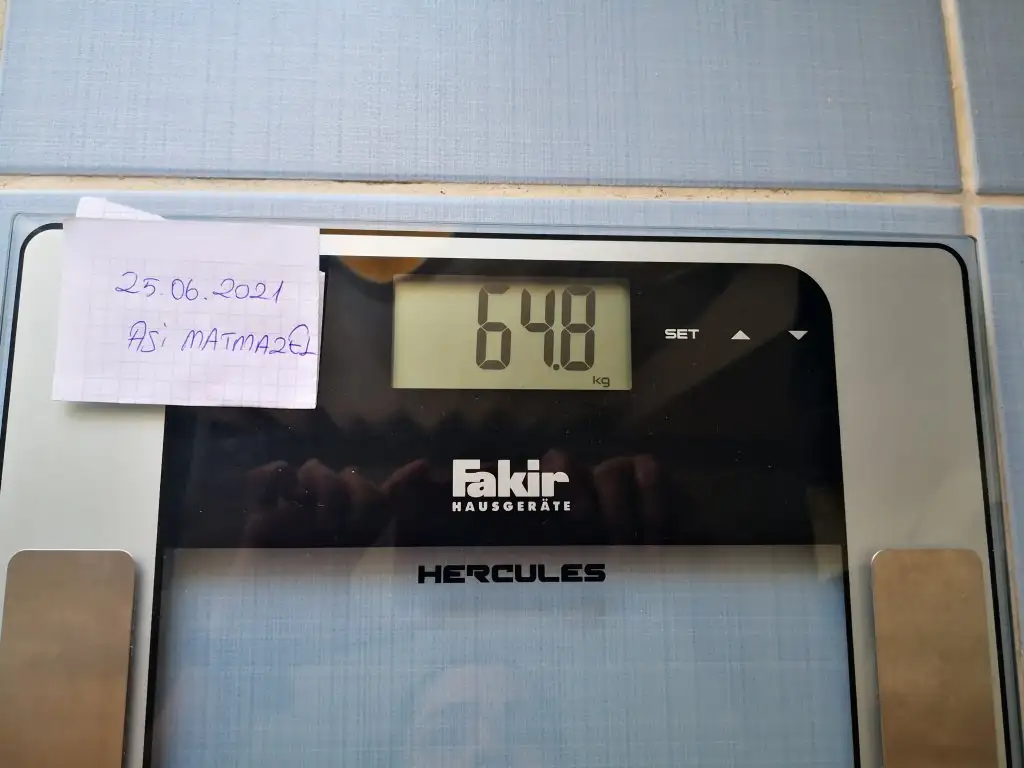 25.06.2021
Asi MATMAZEL
64.8
kg
SET
Fakir
HAUSGERÄTE
HERCULES